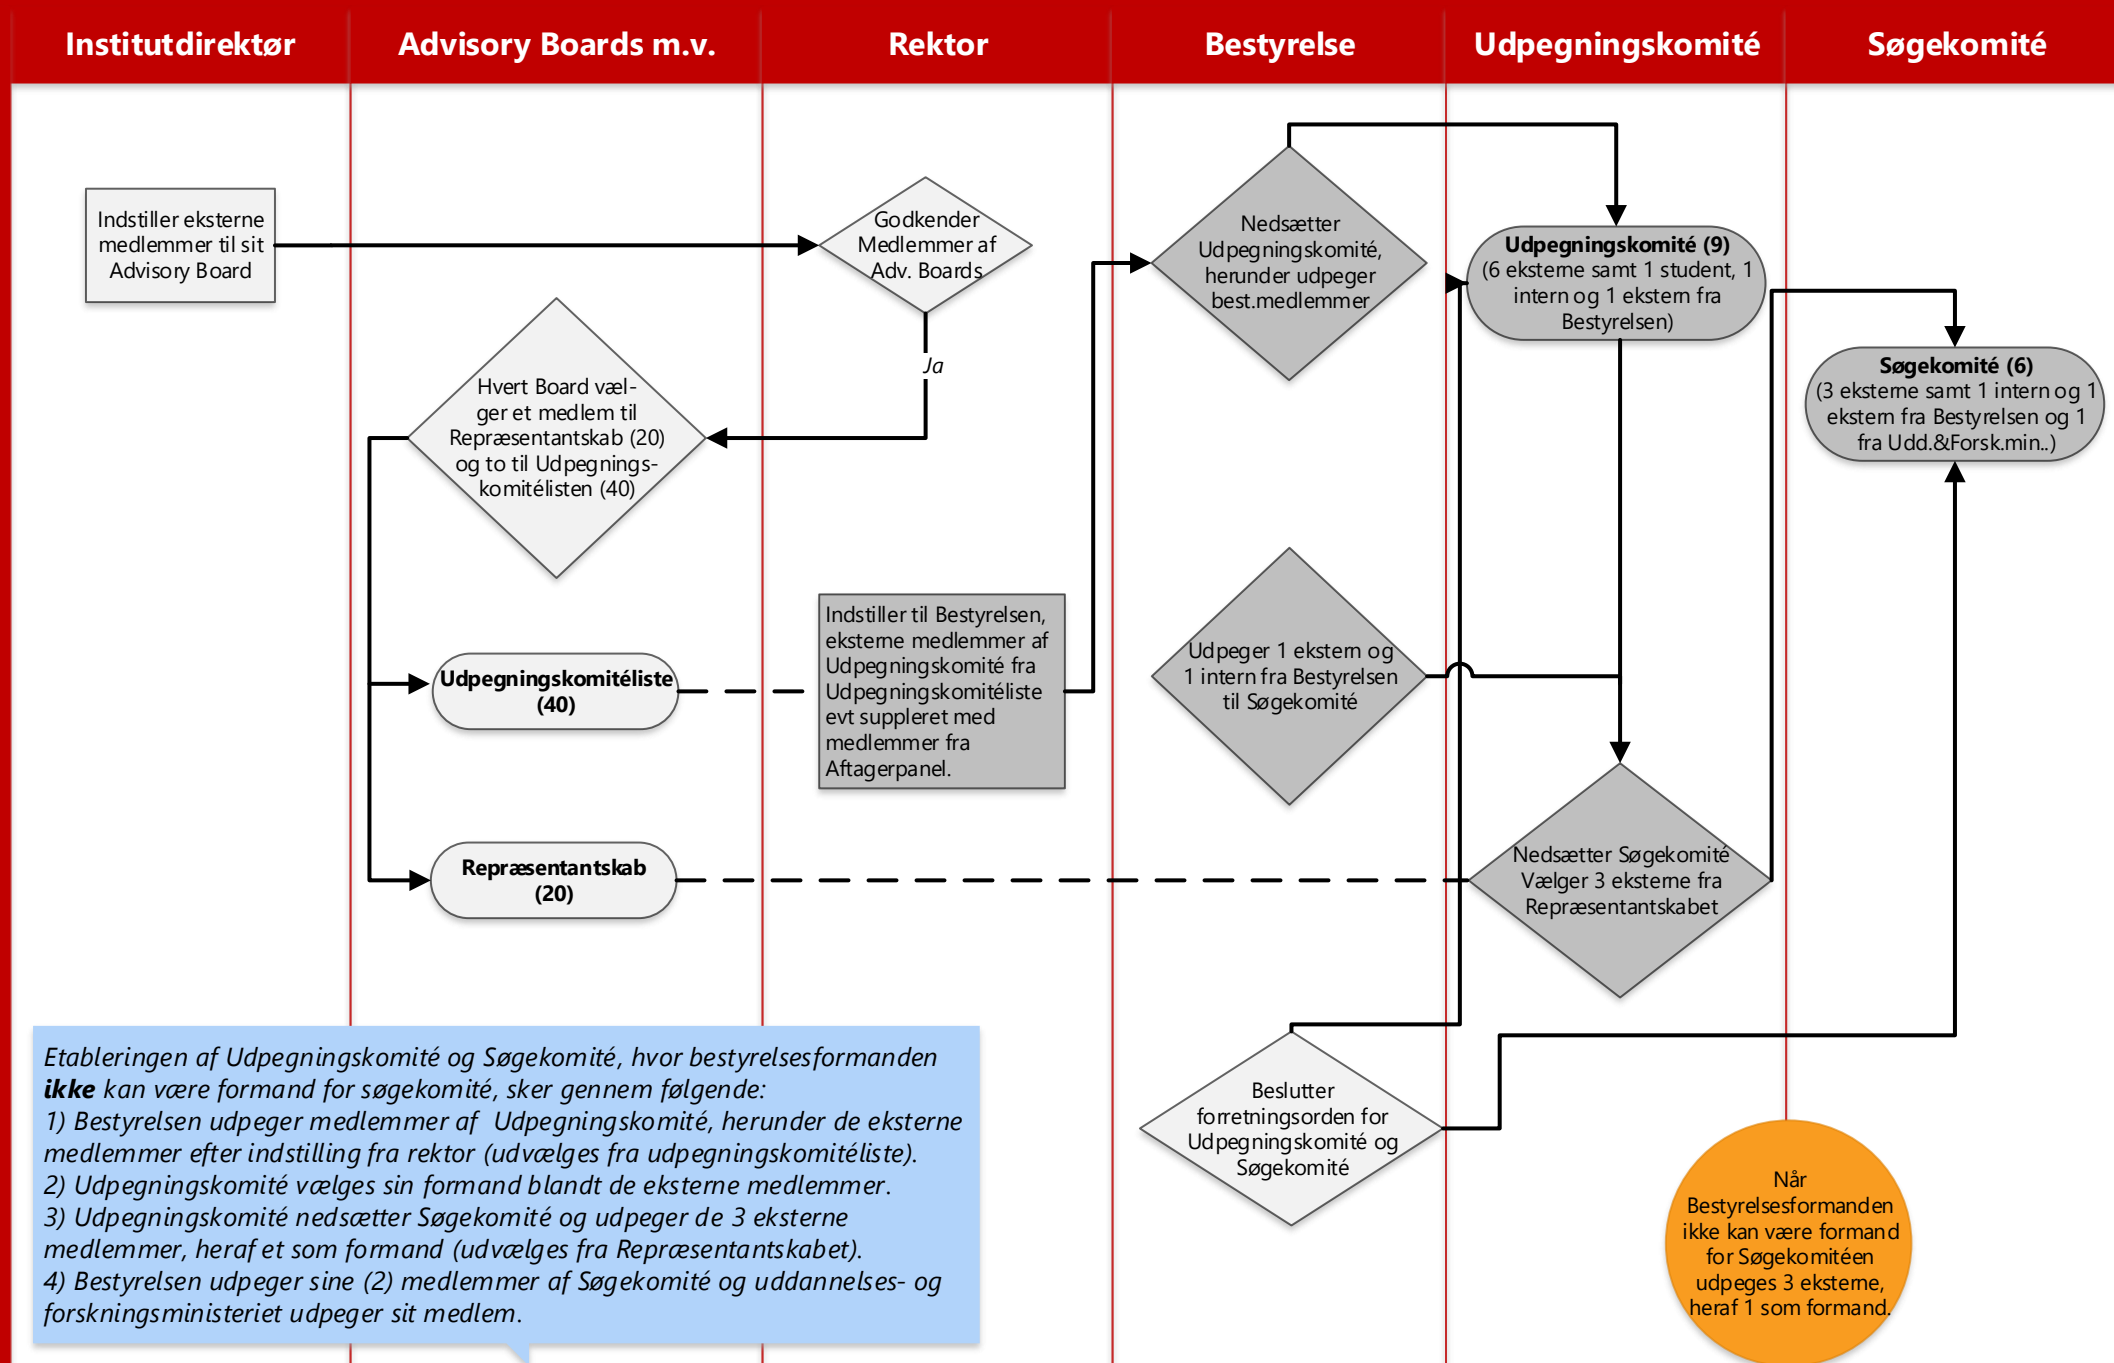 Institutdirektør
Advisory Boards m.v.
Rektor
Bestyrelse
Udpegningskomité
Søgekomité
Indstiller eksterne
medlemmer til sit
Advisory Board
Godkender
Medlemmer af
Adv. Boards
Ja
Hvert Board væl-
ger et medlem til
Repræsentantskab (20)
og to til Udpegnings-
komitélisten (40)
Udpegningskomitéliste
(40)
Repræsentantskab
(20)
Indstiller til Bestyrelsen,
eksterne medlemmer af
Udpegningskomité fra
Udpegningskomitéliste
evt suppleret med
medlemmer fra
Aftagerpanel.
Nedsætter
Udpegningskomité,
herunder udpeger
best.medlemmer
Udpeger 1 ekstern og
1 intern fra Bestyrelsen
til Søgekomité
Beslutter
forretningsorden for
Udpegningskomité og
Søgekomité
Udpegningskomité (9)
(6 eksterne samt 1 student, 1
intern og 1 ekstern fra
Bestyrelsen)
Nedsætter Søgekomité
Vælger 3 eksterne fra
Repræsentantskabet
Søgekomité (6)
(3 eksterne samt 1 intern og 1
ekstern fra Bestyrelsen og 1
fra Udd.&Forsk.min..)
Etableringen af Udpegningskomité og Søgekomité, hvor bestyrelsesformanden
ikke kan være formand for søgekomité, sker gennem følgende:
1) Bestyrelsen udpeger medlemmer af Udpegningskomité, herunder de eksterne
medlemmer efter indstilling fra rektor (udvælges fra udpegningskomitéliste).
2) Udpegningskomité vælges sin formand blandt de eksterne medlemmer.
3) Udpegningskomité nedsætter Søgekomité og udpeger de 3 eksterne
medlemmer, heraf et som formand (udvælges fra Repræsentantskabet).
4) Bestyrelsen udpeger sine (2) medlemmer af Søgekomité og uddannelses- og
forskningsministeriet udpeger sit medlem.
Når
Bestyrelsesformanden
ikke kan være formand
for Søgekomitéen
udpeges 3 eksterne,
heraf 1 som formand.